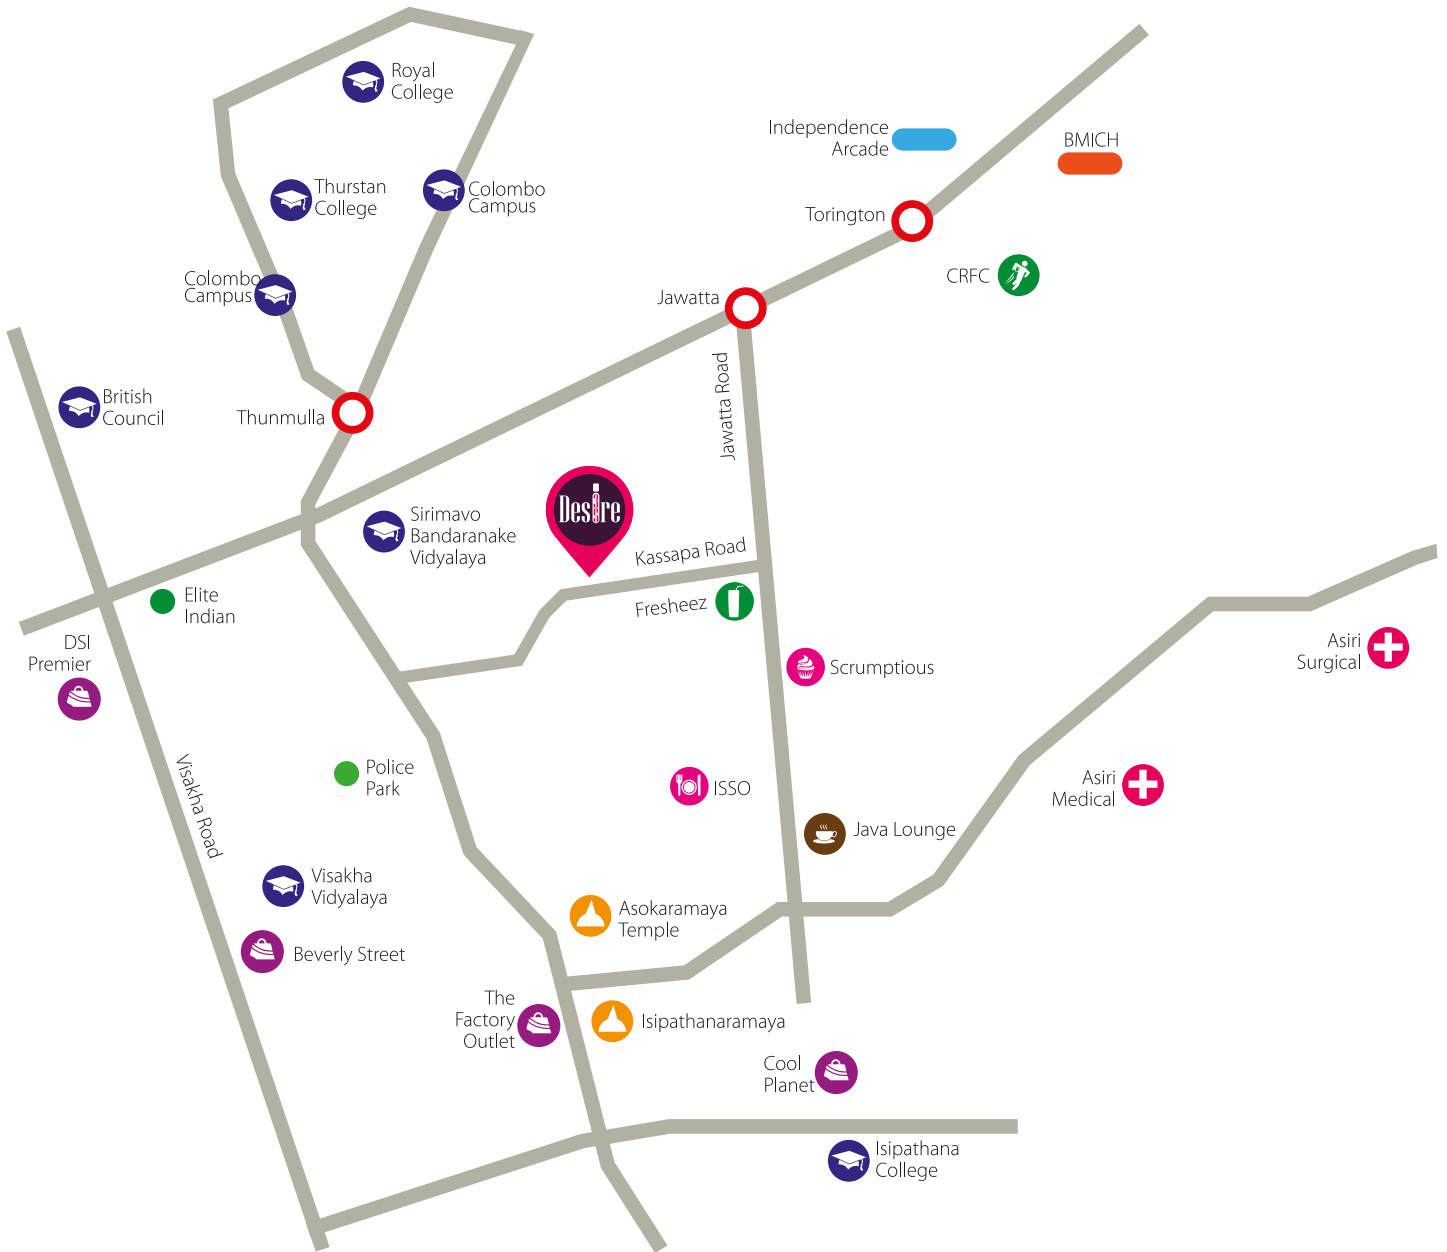 Royal
College
Thurstan
College
Colombo
Campus
Colombo
Campus
Independence
Arcade
BMICH
Torington
CRFC
Jawatta
Jawatta Road
British
Council
Thunmulla
Desire
Sirimavo
Bandaranake
Vidyalaya
Kassapa Road
Fresheez
Elite
Indian
DSI
Premier
Scrumptious
Asiri
Surgical
Visakha Road
Police
Park
ISSO
Asiri
Medical
Java Lounge
Visakha
Vidyalaya
Asokaramaya
Temple
Beverly Street
The
Factory
Outlet
Isipathanaramaya
Cool
Planet
Isipathana
College